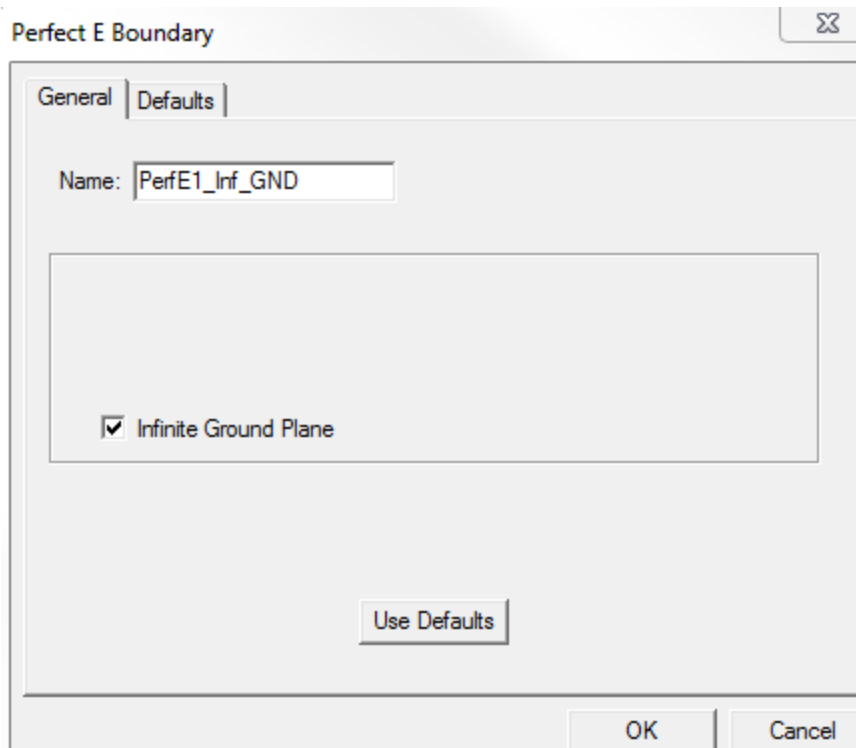 Perfect E Boundary
General Defaults
Name: PerfE1_Inf_GND
Infinite Ground Plane
Use Defaults
OK Cancel